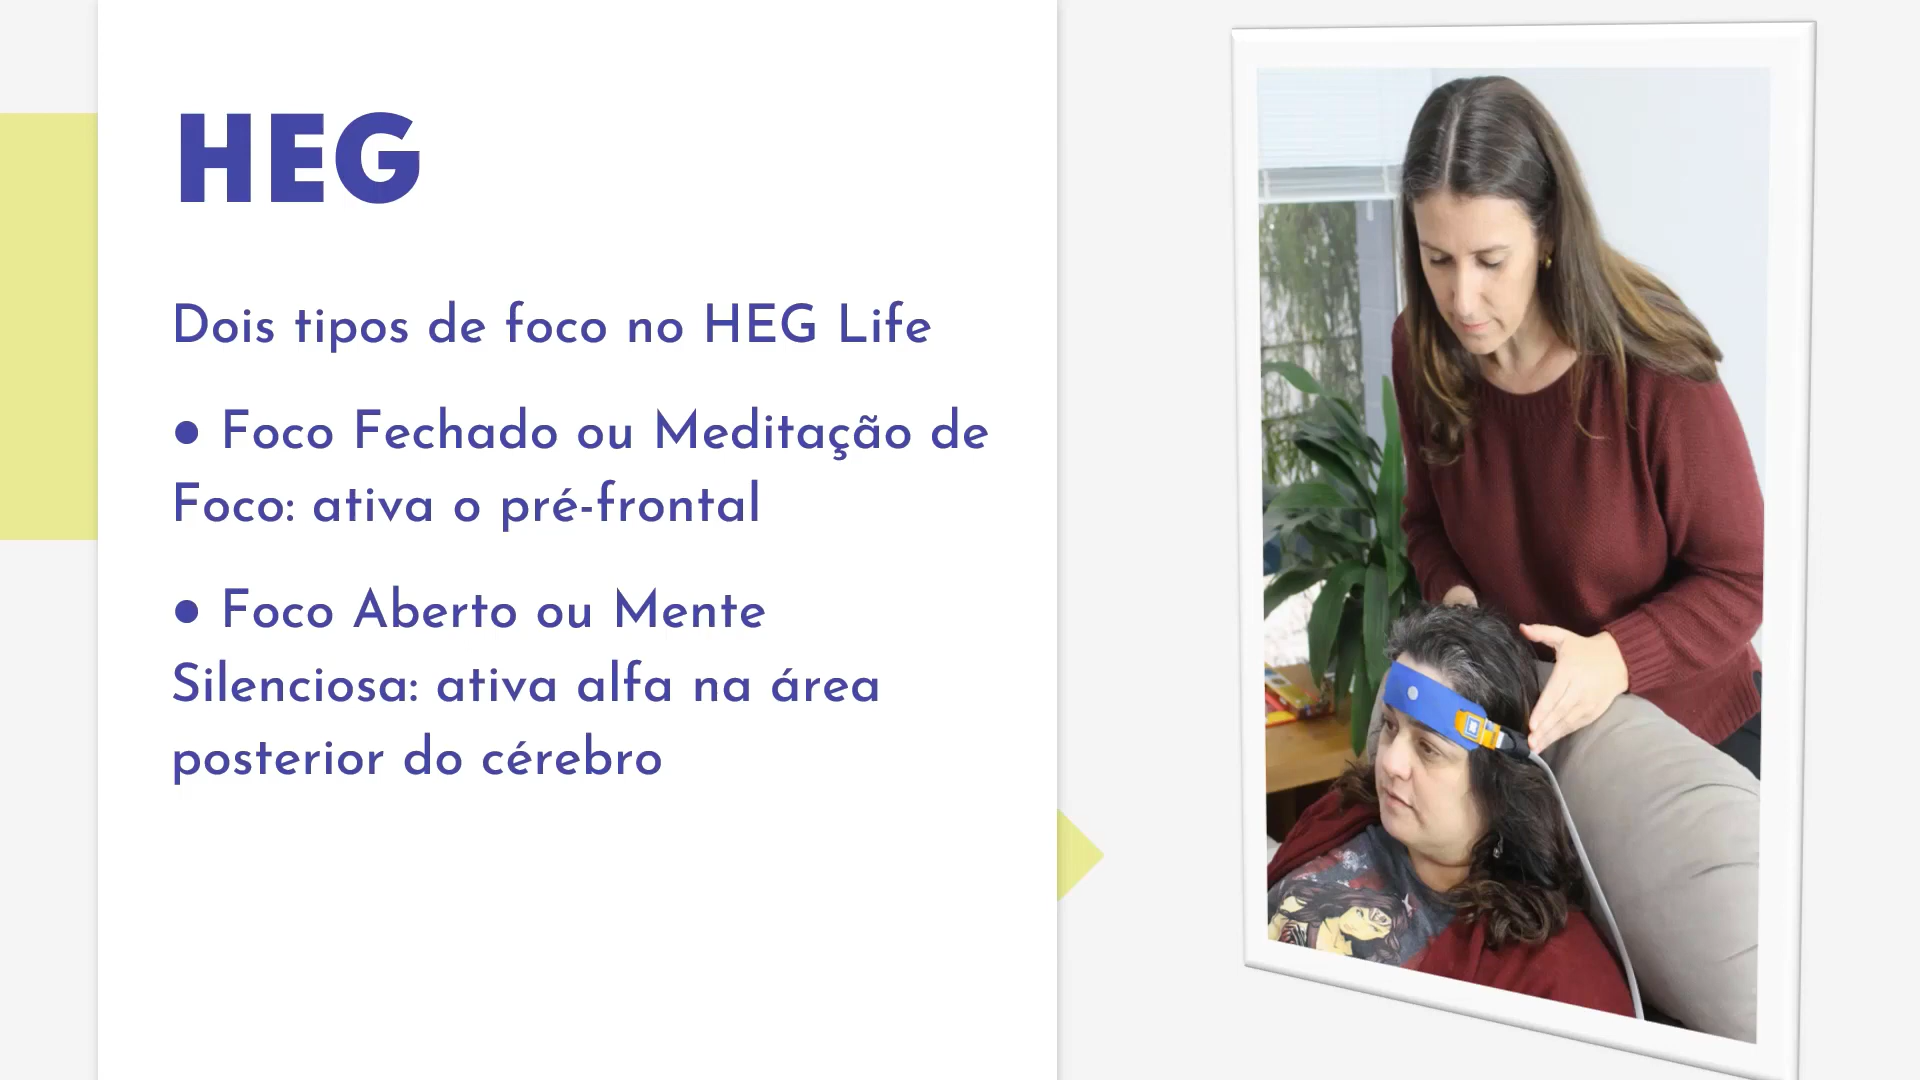 HEG
Dois tipos de foco no HEG Life
● Foco Fechado ou Meditação de
Foco: ativa o pré-frontal
● Foco Aberto ou Mente
Silenciosa: ativa alfa na área
posterior do cérebro